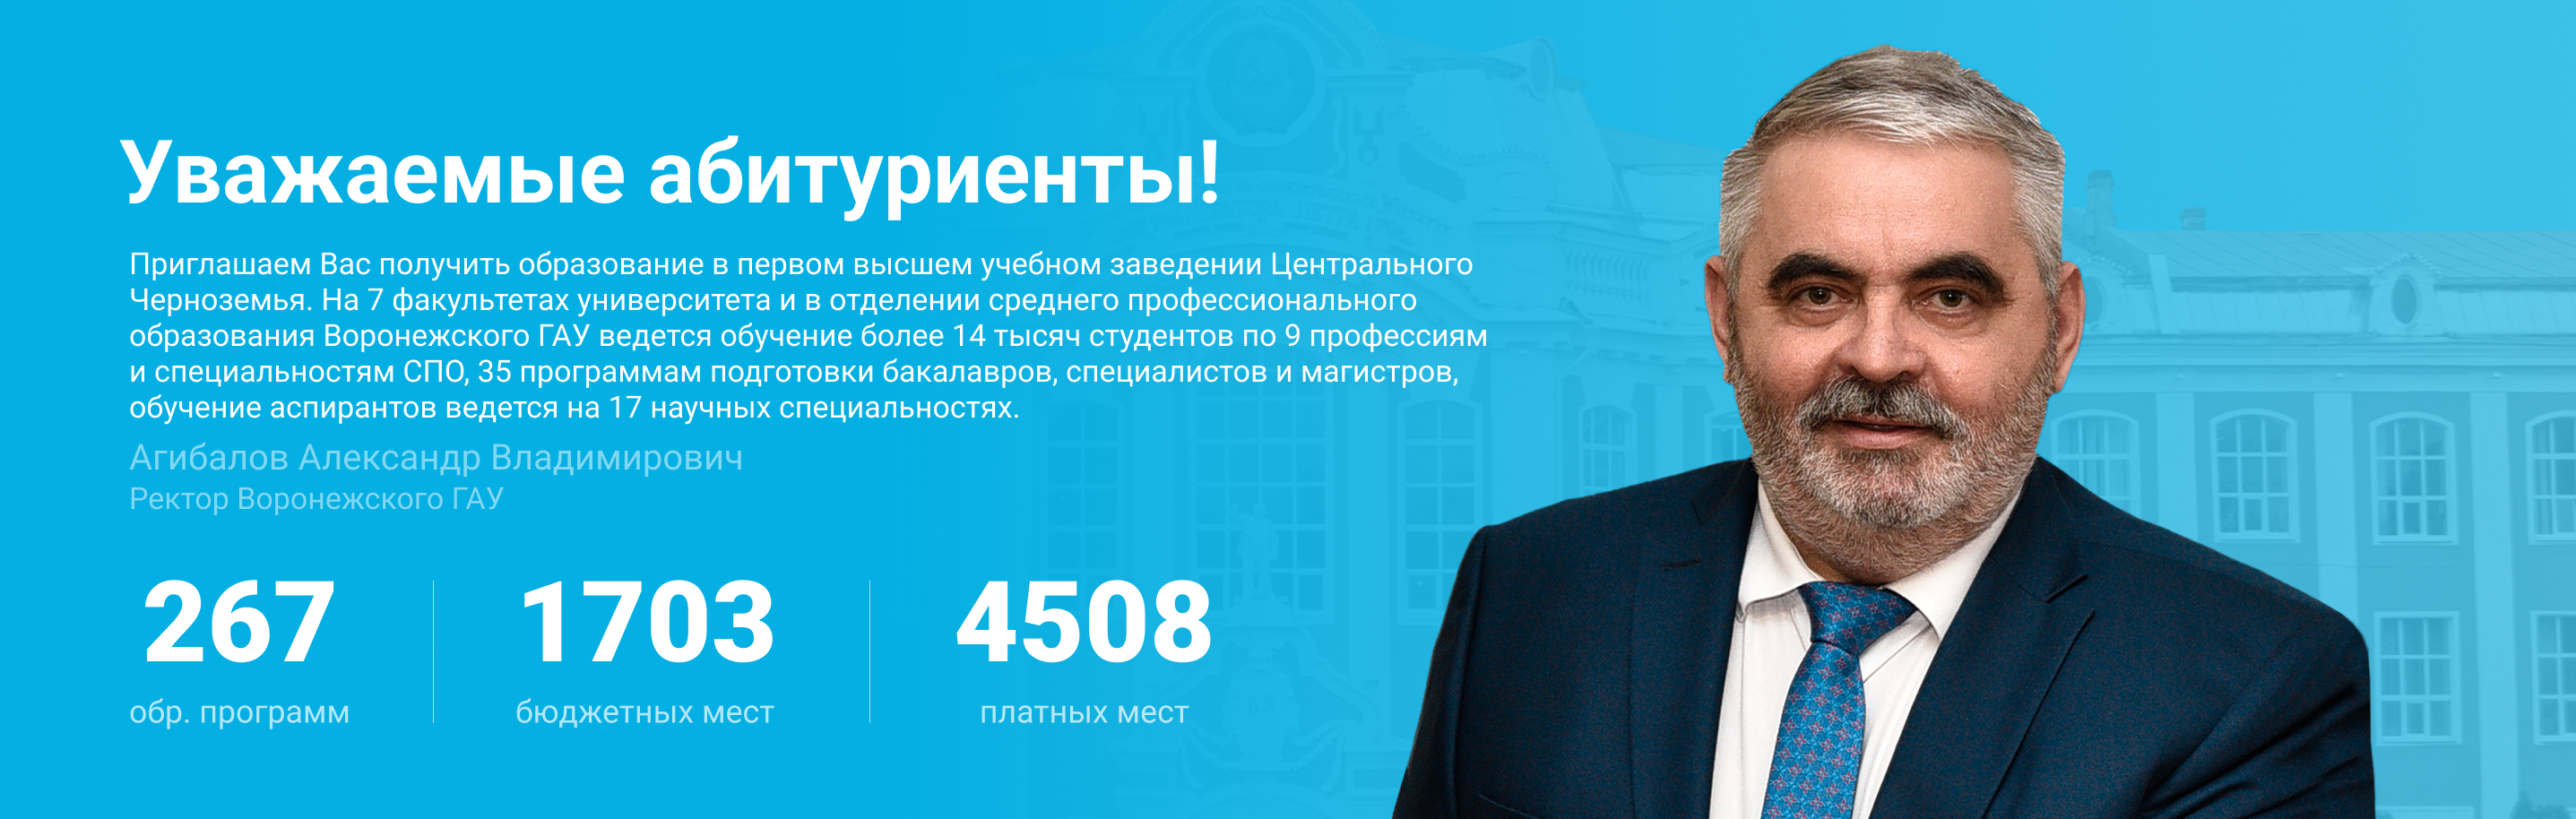 Уважаемые абитуриенты!
Приглашаем Вас получить образование в первом высшем учебном заведении Центрального
Черноземья. На 7 факультетах университета и в отделении среднего профессионального
образования Воронежского ГАУ ведется обучение более 14 тысяч студентов по 9 профессиям
и специальностям СПО, 35 программам подготовки бакалавров, специалистов и магистров,
обучение аспирантов ведется на 17 научных специальностях.
Агибалов Александр Владимирович
Ректор Воронежского ГАУ
267
обр. программ
1703
бюджетных мест
4508
платных мест